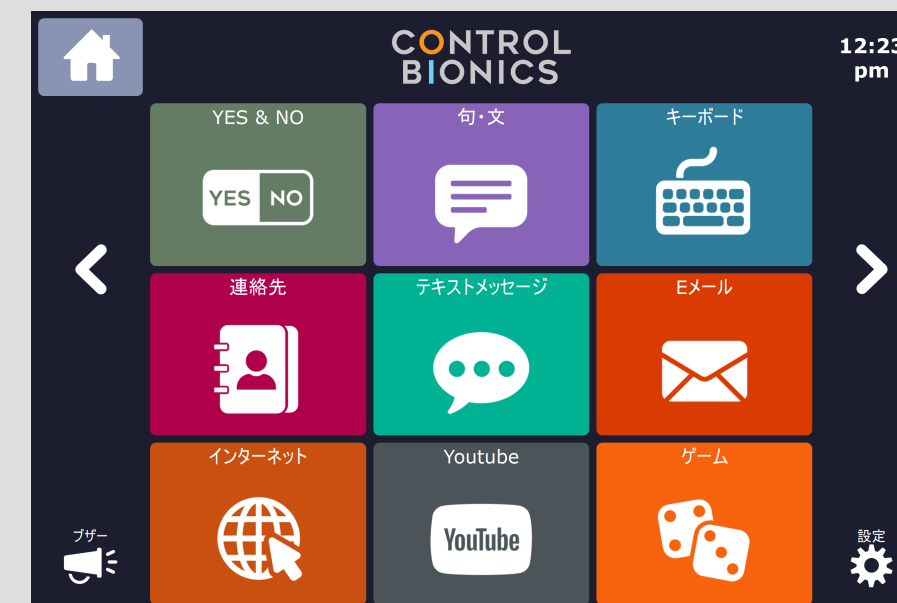 CONTROL
BIONICS
12:23
pm
YES & NO
句・文
キーボード
YES NO
連絡先
テキストメッセージ
Eメール
インターネット
Youtube
ゲーム
YouTube
ブザー
設定